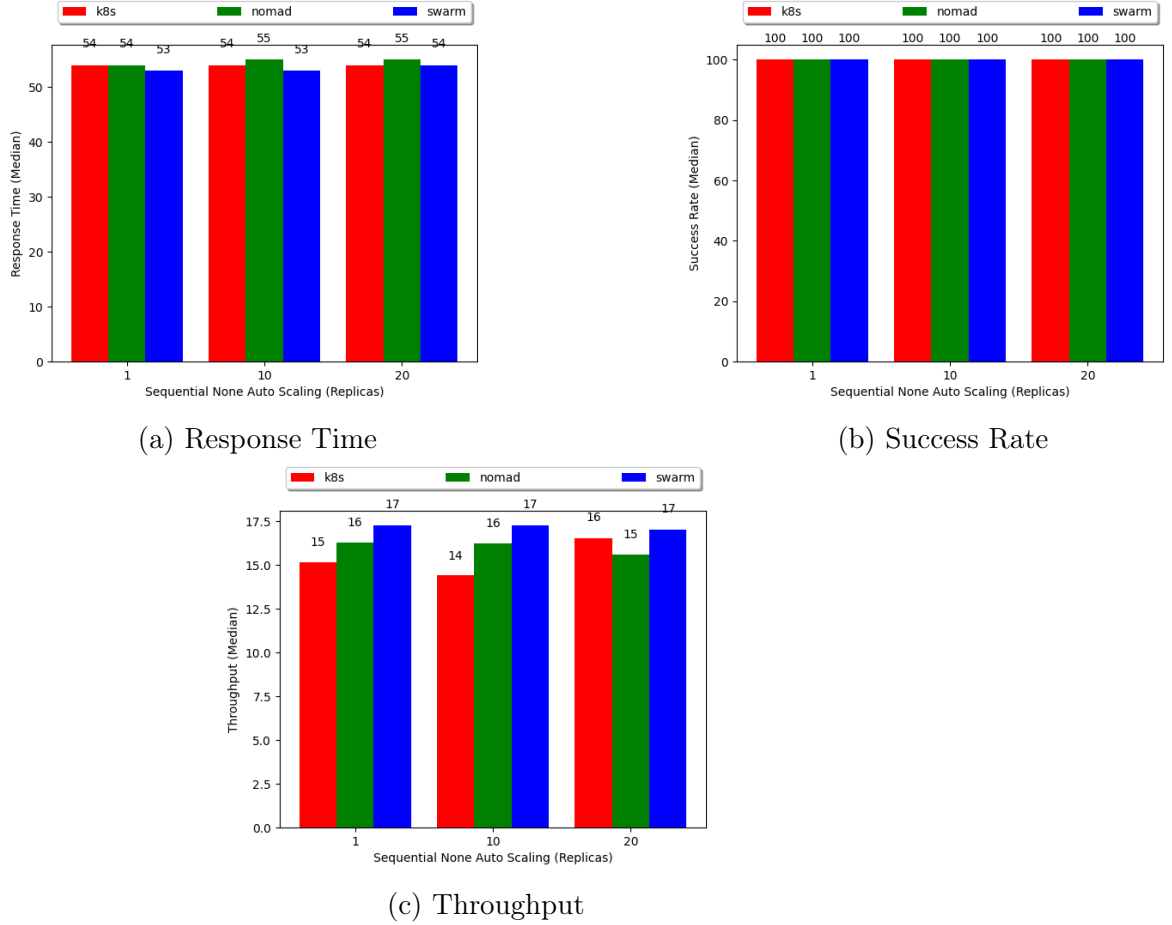 k8s nomad swarm
54 54 53 54 55 53 54 55 54
Response Time (Median)
50
40
30
20
10
0
1 10 20
Sequential None Auto Scaling (Replicas)
(a) Response Time
k8s nomad swarm
100 100 100 100 100 100 100 100 100
Success Rate (Median)
100
80
60
40
20
0
1 10 20
Sequential None Auto Scaling (Replicas)
(b) Success Rate
k8s nomad swarm
15 16 17 14 16 17 16 15 17
Throughput (Median)
17.5
15.0
12.5
10.0
7.5
5.0
2.5
0.0
1 10 20
Sequential None Auto Scaling (Replicas)
(c) Throughput